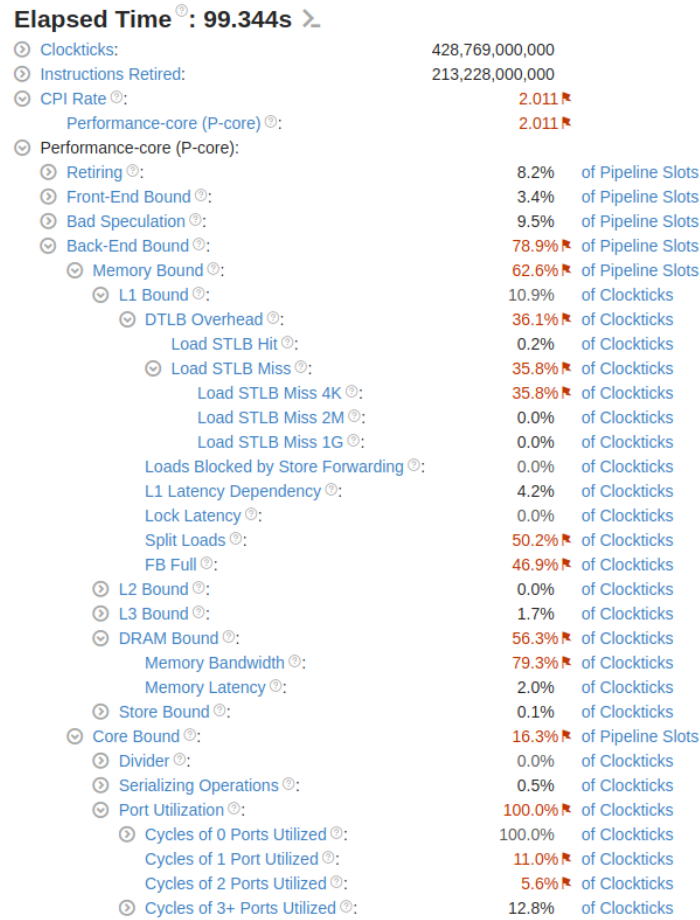 Elapsed Time ?: 99.344s
Clockticks: 428,769,000,000
Instructions Retired: 213,228,000,000
CPI Rate ?: 2.011
Performance-core (P-core) ?: 2.011
Performance-core (P-core):
Retiring ?: 8.2% of Pipeline Slots
Front-End Bound ?: 3.4% of Pipeline Slots
Bad Speculation ?: 9.5% of Pipeline Slots
Back-End Bound ?: 78.9% of Pipeline Slots
Memory Bound ?: 62.6% of Pipeline Slots
L1 Bound ?: 10.9% of Clockticks
DTLB Overhead ?: 36.1% of Clockticks
Load STLB Hit ?: 0.2% of Clockticks
Load STLB Miss ?: 35.8% of Clockticks
Load STLB Miss 4K ?: 35.8% of Clockticks
Load STLB Miss 2M ?: 0.0% of Clockticks
Load STLB Miss 1G ?: 0.0% of Clockticks
Loads Blocked by Store Forwarding ?: 0.0% of Clockticks
L1 Latency Dependency ?: 4.2% of Clockticks
Lock Latency ?: 0.0% of Clockticks
Split Loads ?: 50.2% of Clockticks
FB Full ?: 46.9% of Clockticks
L2 Bound ?: 0.0% of Clockticks
L3 Bound ?: 1.7% of Clockticks
DRAM Bound ?: 56.3% of Clockticks
Memory Bandwidth ?: 79.3% of Clockticks
Memory Latency ?: 2.0% of Clockticks
Store Bound ?: 0.1% of Clockticks
Core Bound ?: 16.3% of Pipeline Slots
Divider ?: 0.0% of Clockticks
Serializing Operations ?: 0.5% of Clockticks
Port Utilization ?: 100.0% of Clockticks
Cycles of 0 Ports Utilized ?: 100.0% of Clockticks
Cycles of 1 Port Utilized ?: 11.0% of Clockticks
Cycles of 2 Ports Utilized ?: 5.6% of Clockticks
Cycles of 3+ Ports Utilized ?: 12.8% of Clockticks